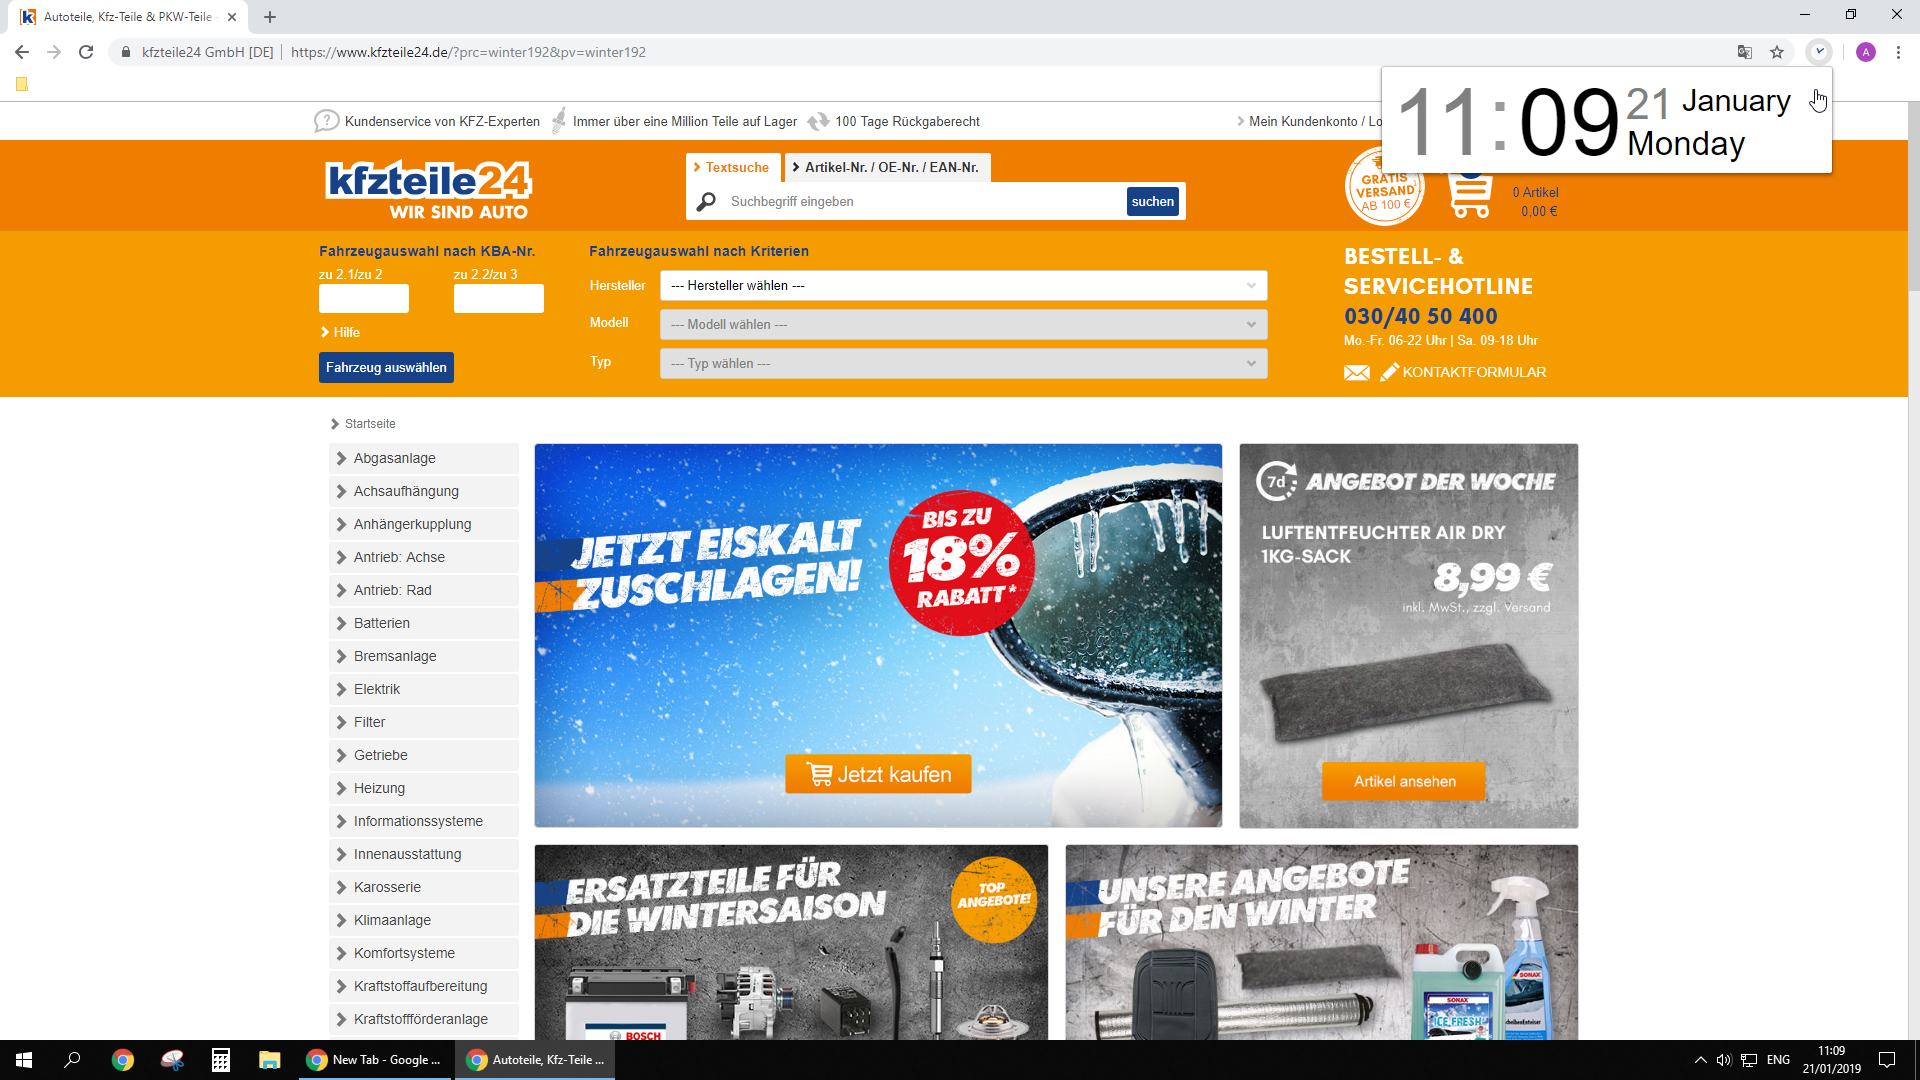 Autoteile, Kfz-Teile & PKW-Teile
kfzteile24 GmbH [DE]
https://www.kfzteile24.de/?prc=winter192&pv=winter192
A
11:09
21 January
Monday
Kundenservice von KFZ-Experten
Immer über eine Million Teile auf Lager
100 Tage Rückgaberecht
Mein Kundenkonto / Lo
kfzteile24
WIR SIND AUTO
Textsuche
Artikel-Nr. / OE-Nr. / EAN-Nr.
Suchbegriff eingeben
suchen
GRATIS
VERSAND
AB 100 €
0 Artikel
0,00 €
Fahrzeugauswahl nach KBA-Nr.
zu 2.1/zu 2
zu 2.2/zu 3
Hilfe
Fahrzeug auswählen
Fahrzeugauswahl nach Kriterien
Hersteller
--- Hersteller wählen ---
Modell
--- Modell wählen ---
Typ
--- Typ wählen ---
BESTELL- &
SERVICEHOTLINE
030/40 50 400
Mo.-Fr. 06-22 Uhr | Sa. 09-18 Uhr
KONTAKTFORMULAR
Startseite
Abgasanlage
Achsaufhängung
Anhängerkupplung
Antrieb: Achse
Antrieb: Rad
Batterien
Bremsanlage
Elektrik
Filter
Getriebe
Heizung
Informationssysteme
Innenausstattung
Karosserie
Klimaanlage
Komfortsysteme
Kraftstoffaufbereitung
Kraftstoffförderanlage
JETZT EISKALT
ZUSCHLAGEN!
BIS ZU
18%
RABATT*
Jetzt kaufen
7d
ANGEBOT DER WOCHE
LUFTENTFEUCHTER AIR DRY
1KG-SACK
8,99 €
inkl. MwSt., zzgl. Versand
Artikel ansehen
ERSATZTEILE FÜR
DIE WINTERSAISON
TOP
ANGEBOTE!
BOSCH
UNSERE ANGEBOTE
FÜR DEN WINTER
SONAX
ICE FRESH
SONAX
New Tab - Google ...
Autoteile, Kfz-Teile ...
ENG
11:09
21/01/2019